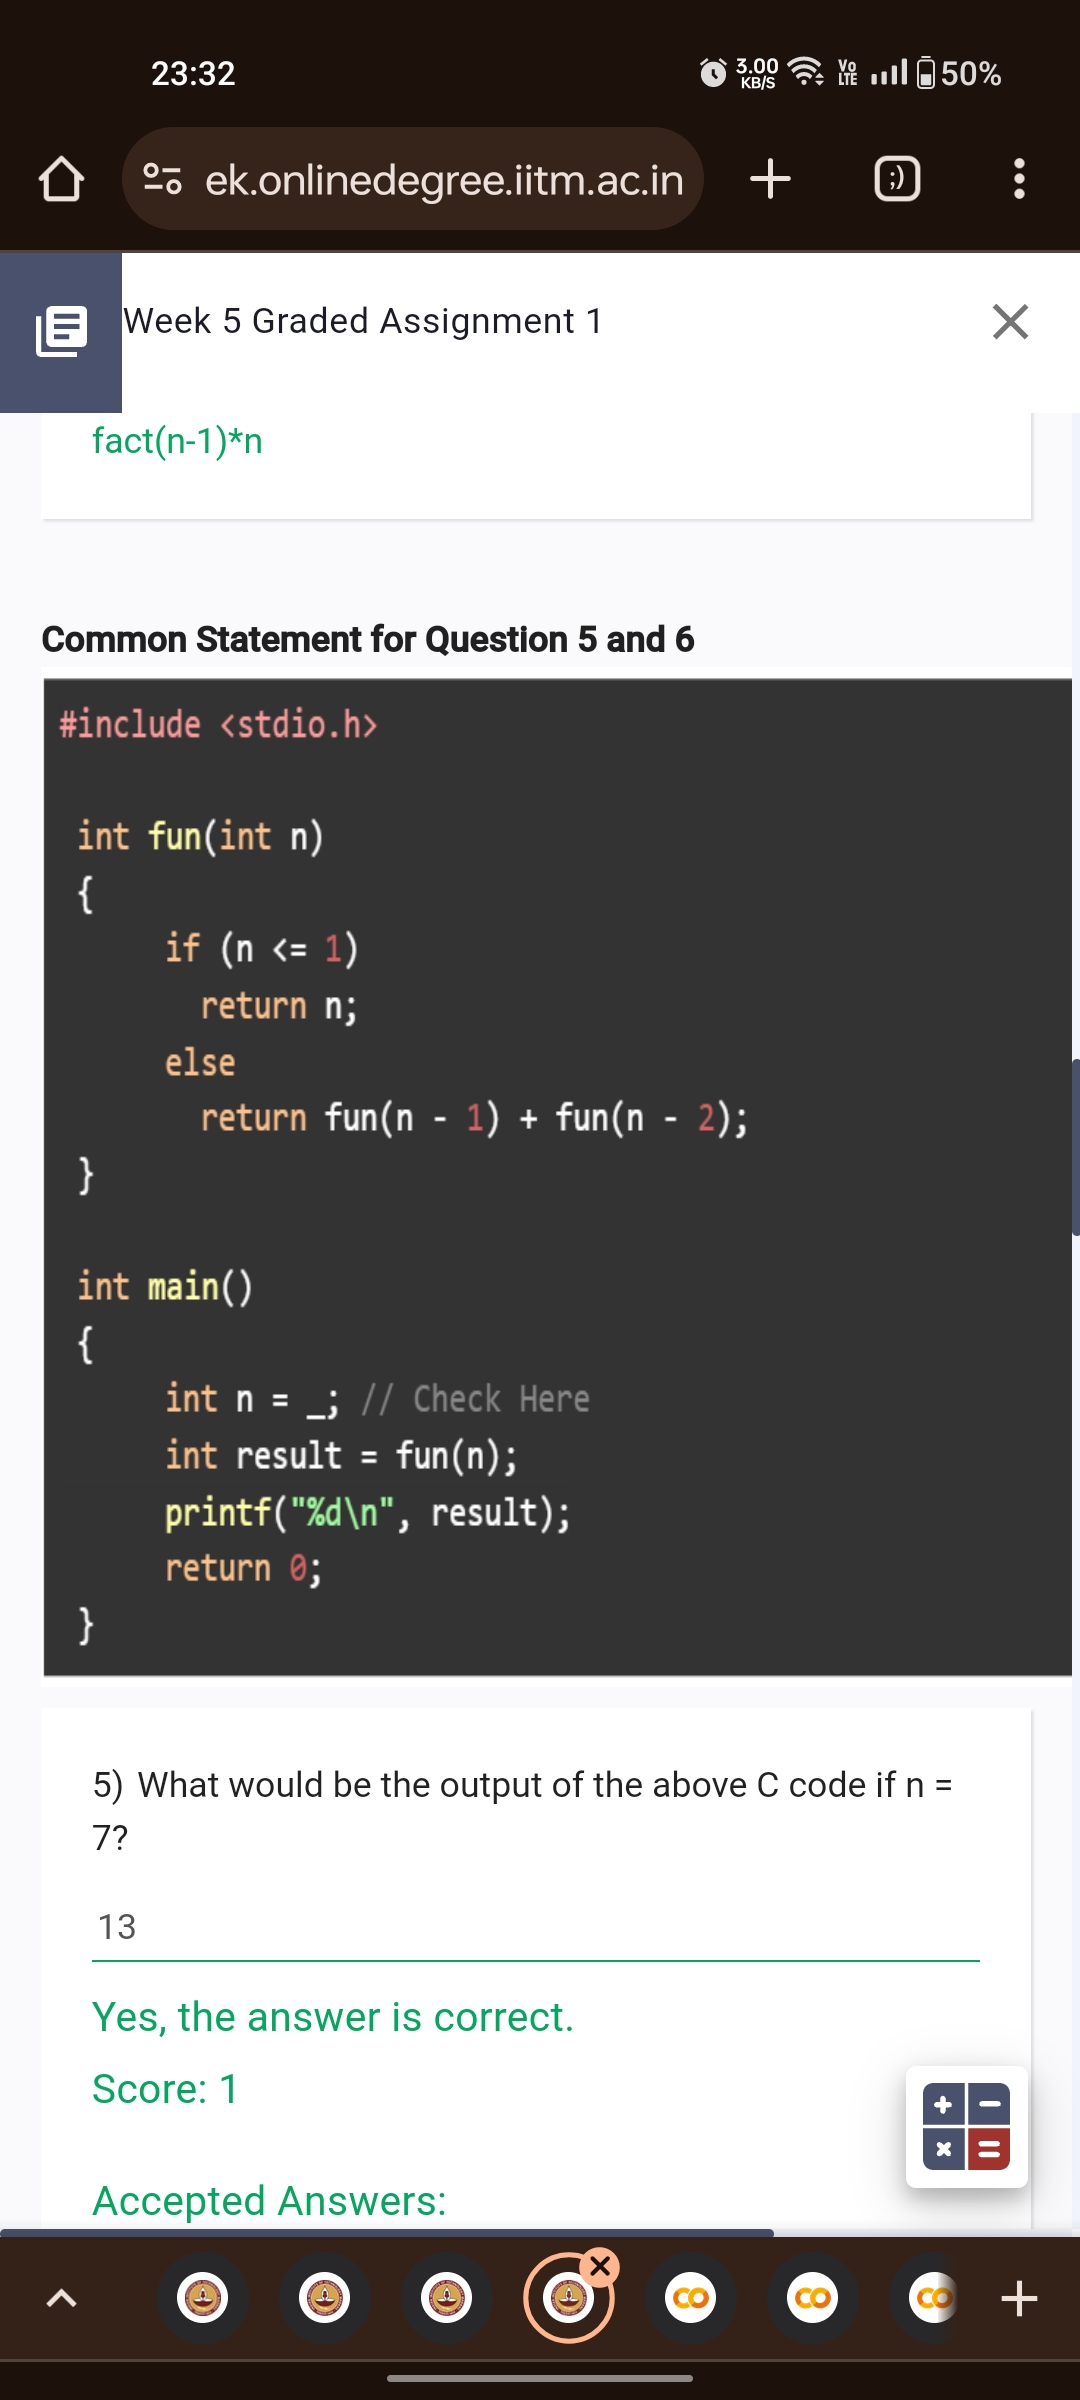 23:32
3.00
KB/S
Vo
LTE
50%
ek.onlinedegree.iitm.ac.in
:)
Week 5 Graded Assignment 1
fact(n-1)*n
Common Statement for Question 5 and 6
#include <stdio.h>
int fun(int n)
{
if (n <= 1)
return n;
else
return fun(n - 1) + fun(n - 2);
}
int main()
{
int n = _; // Check Here
int result = fun(n);
printf("%d\n", result);
return 0;
}
5) What would be the output of the above C code if n =
7?
13
Yes, the answer is correct.
Score: 1
Accepted Answers: